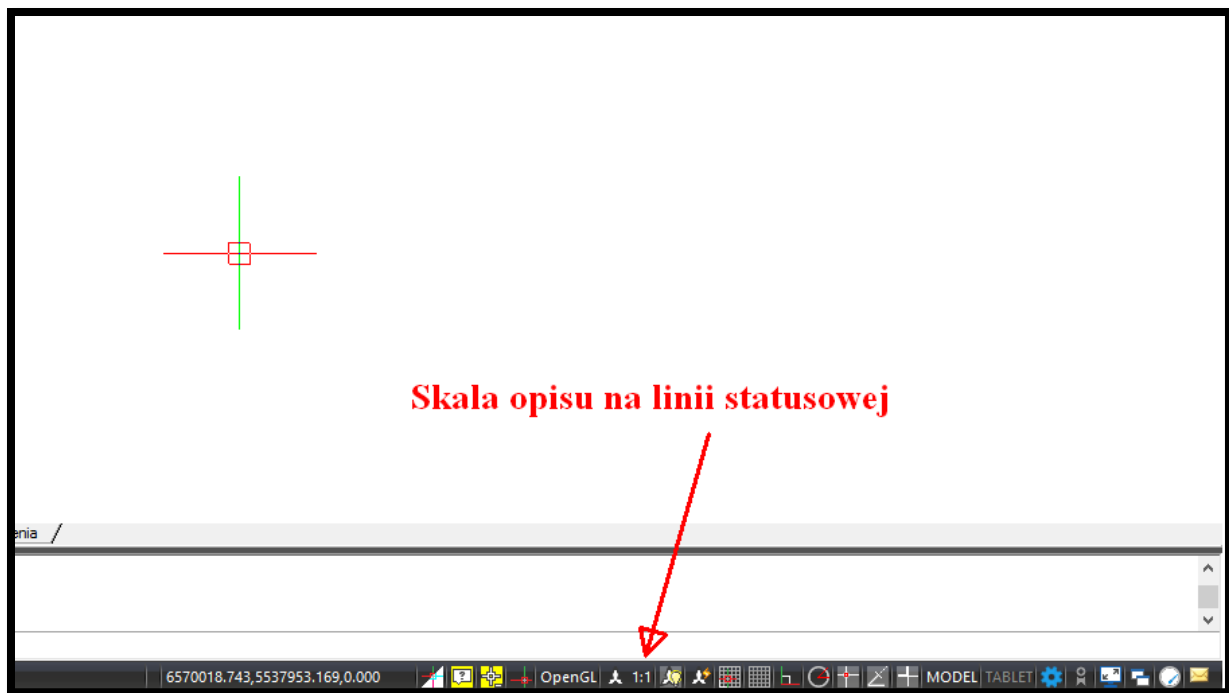 Skala opisu na linii statusowej
enia
6570018.743,5537953.169,0.000 OpenGL 1:1 MODEL TABLET